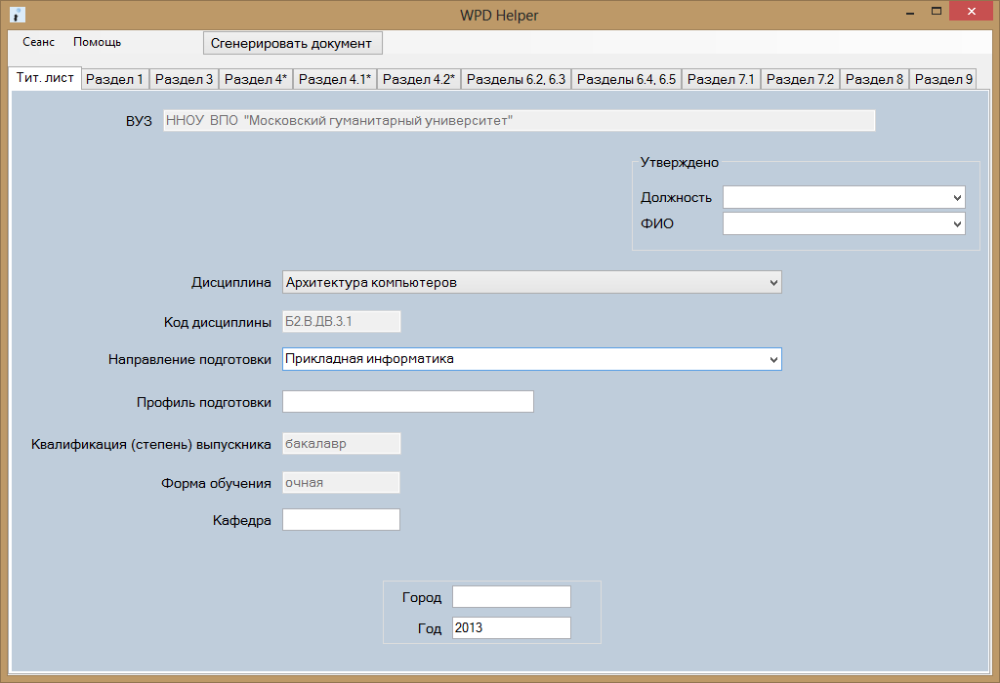 WPD Helper
Сеанс Помощь Сгенерировать документ
Тит. лист Раздел 1 Раздел 3 Раздел 4* Раздел 4.1* Раздел 4.2* Разделы 6.2, 6.3 Разделы 6.4, 6.5 Раздел 7.1 Раздел 7.2 Раздел 8 Раздел 9
ВУЗ ННОУ ВПО "Московский гуманитарный университет"
Утверждено
Должность
ФИО
Дисциплина Архитектура компьютеров
Код дисциплины Б2.В.ДВ.3.1
Направление подготовки Прикладная информатика
Профиль подготовки
Квалификация (степень) выпускника бакалавр
Форма обучения очная
Кафедра
Город
Год 2013